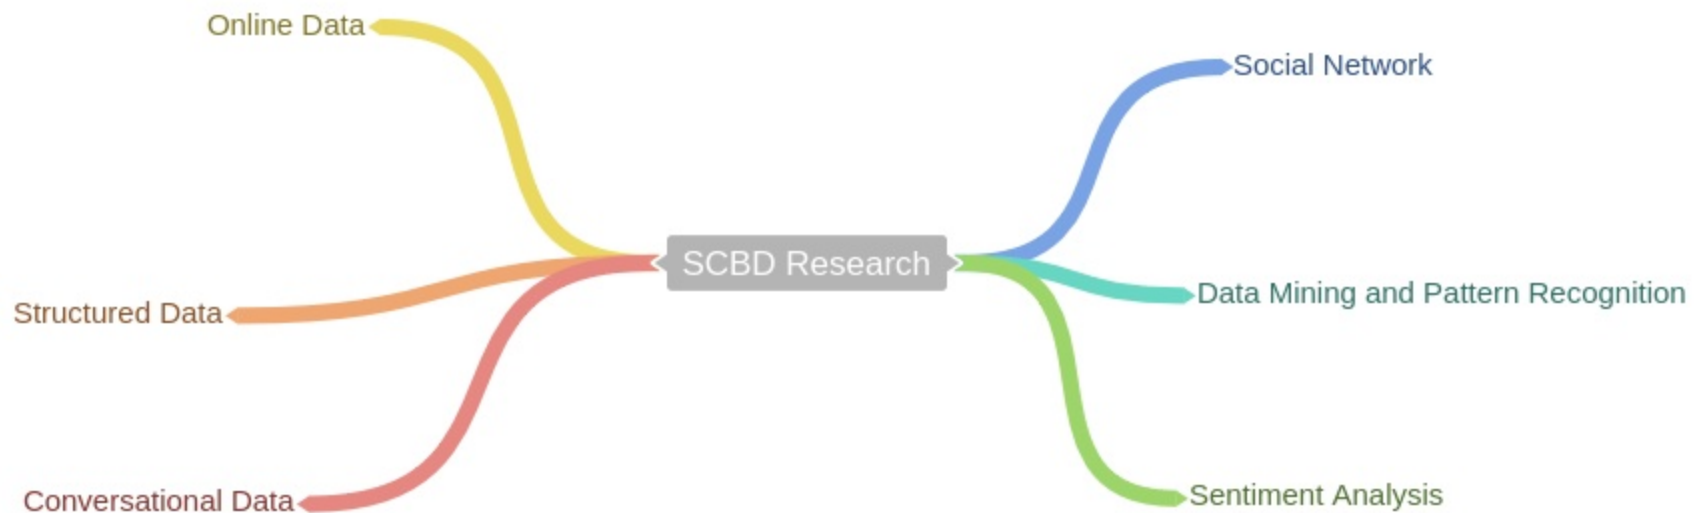 Online Data
Social Network
SCBD Research
Data Mining and Pattern Recognition
Structured Data
Sentiment Analysis
Conversational Data